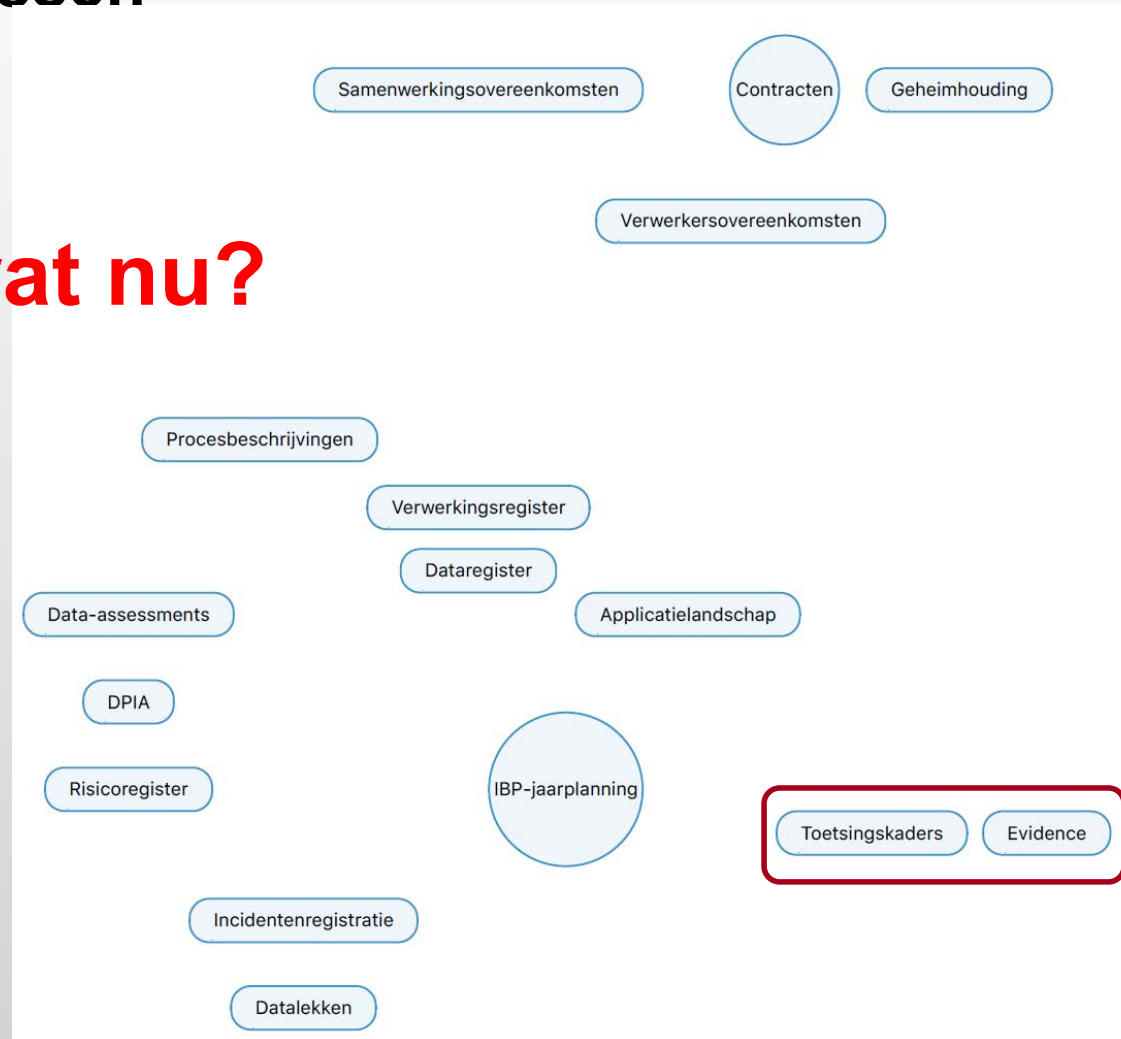 Samenwerkingsovereenkomsten
Contracten
Geheimhouding
Verwerkersovereenkomsten
wat nu?
Procesbeschrijvingen
Verwerkingsregister
Dataregister
Data-assessments
Applicatielandschap
DPIA
Risicoregister
IBP-jaarplanning
Toetsingskaders
Evidence
Incidentenregistratie
Datalekken